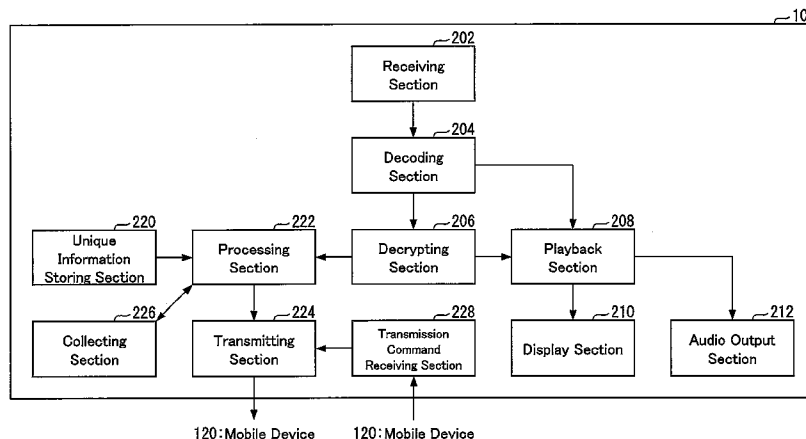 10
202
Receiving
Section
204
Decoding
Section
220
Unique
Information
Storing Section
222
Processing
Section
206
Decrypting
Section
208
Playback
Section
226
Collecting
Section
224
Transmitting
Section
228
Transmission
Command
Receiving Section
210
Display Section
212
Audio Output
Section
120:Mobile Device
120:Mobile Device